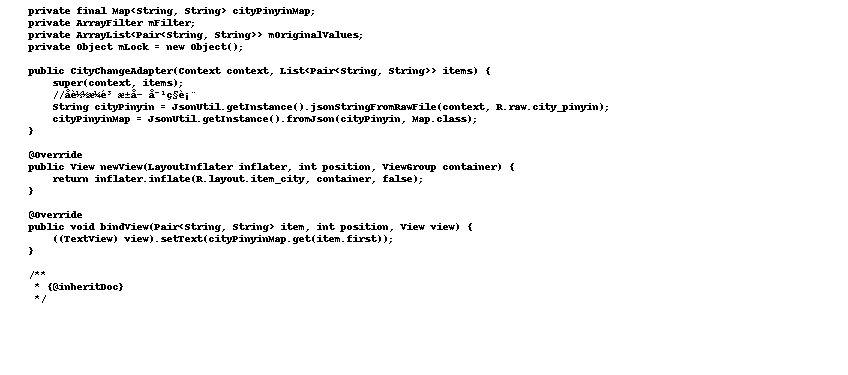 private final Map<String, String> cityPinyinMap;
private ArrayFilter mFilter;
private ArrayList<Pair<String, String>> mOriginalValues;
private Object mLock = new Object();
public CityChangeAdapter(Context context, List<Pair<String, String>> items) {
super(context, items);
//
String cityPinyin = JsonUtil.getInstance().jsonStringFromRawFile(context, R.raw.city_pinyin);
cityPinyinMap = JsonUtil.getInstance().fromJson(cityPinyin, Map.class);
}
@Override
public View newView(LayoutInflater inflater, int position, ViewGroup container) {
return inflater.inflate(R.layout.item_city, container, false);
}
@Override
public void bindView(Pair<String, String> item, int position, View view) {
((TextView) view).setText(cityPinyinMap.get(item.first));
}
/**
* {@inheritDoc}
*/